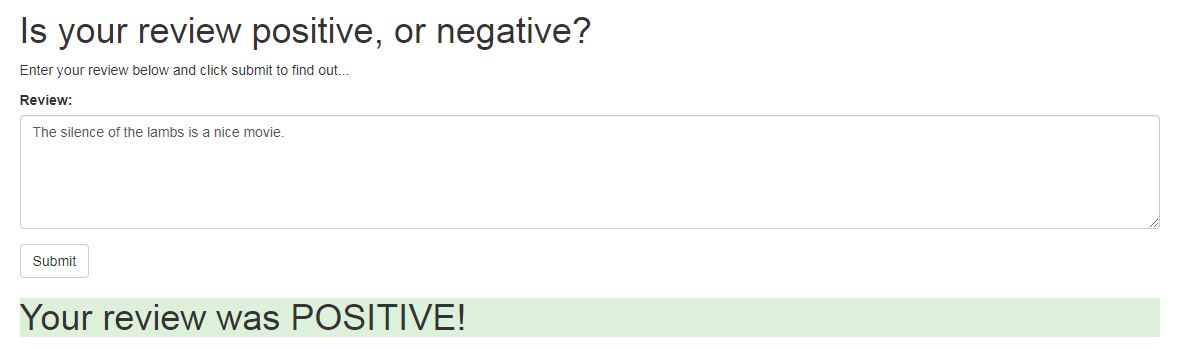 Is your review positive, or negative?
Enter your review below and click submit to find out...
Review:
The silence of the lambs is a nice movie.
Submit
Your review was POSITIVE!